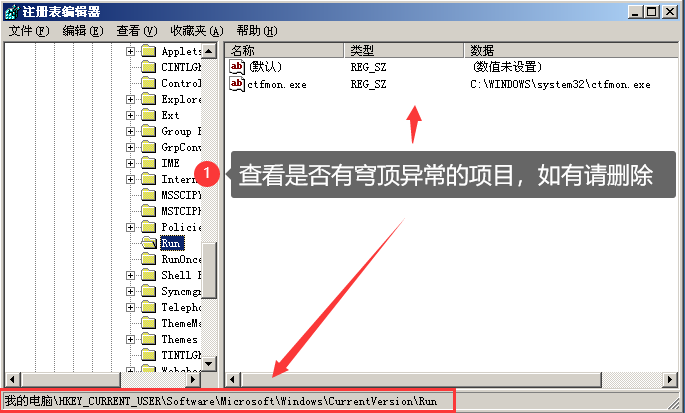 注册表编辑器
文件(F) 编辑(E) 查看(V) 收藏夹(A) 帮助(H)
名称 类型 数据
Applets
CINTLGN
Control
Explore
Ext
Group P
GrpConv
IME
Intern
MSSCIPY
MSTCIPH
Policie
Run
RunOnce
Shell F
Syncmgr
Telepho
ThemeMa
Themes
TINTLGN
ab (默认) REG_SZ (数值未设置)
ab ctfmon.exe REG_SZ C:\WINDOWS\system32\ctfmon.exe
1 查看是否有穹顶异常的项目，如有请删除
我的电脑\HKEY_CURRENT_USER\Software\Microsoft\Windows\CurrentVersion\Run